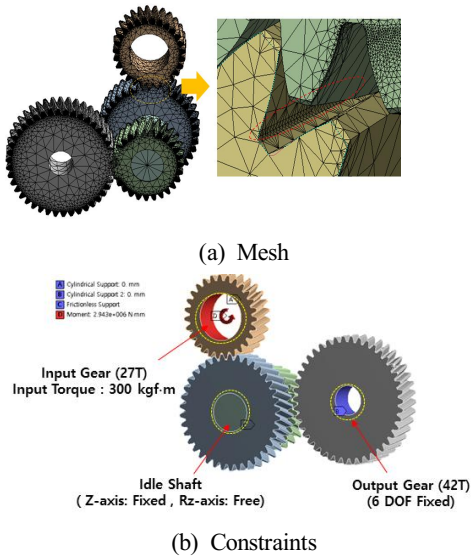 (a) Mesh
A Cylindrical Support: 0. mm
B Cylindrical Support 2: 0. mm
C Frictionless Support
D Moment: 2.943e+006 N·mm
Input Gear (27T)
Input Torque : 300 kgf·m
Idle Shaft
( Z-axis: Fixed , Rz-axis: Free)
Output Gear (42T)
(6 DOF Fixed)
(b) Constraints